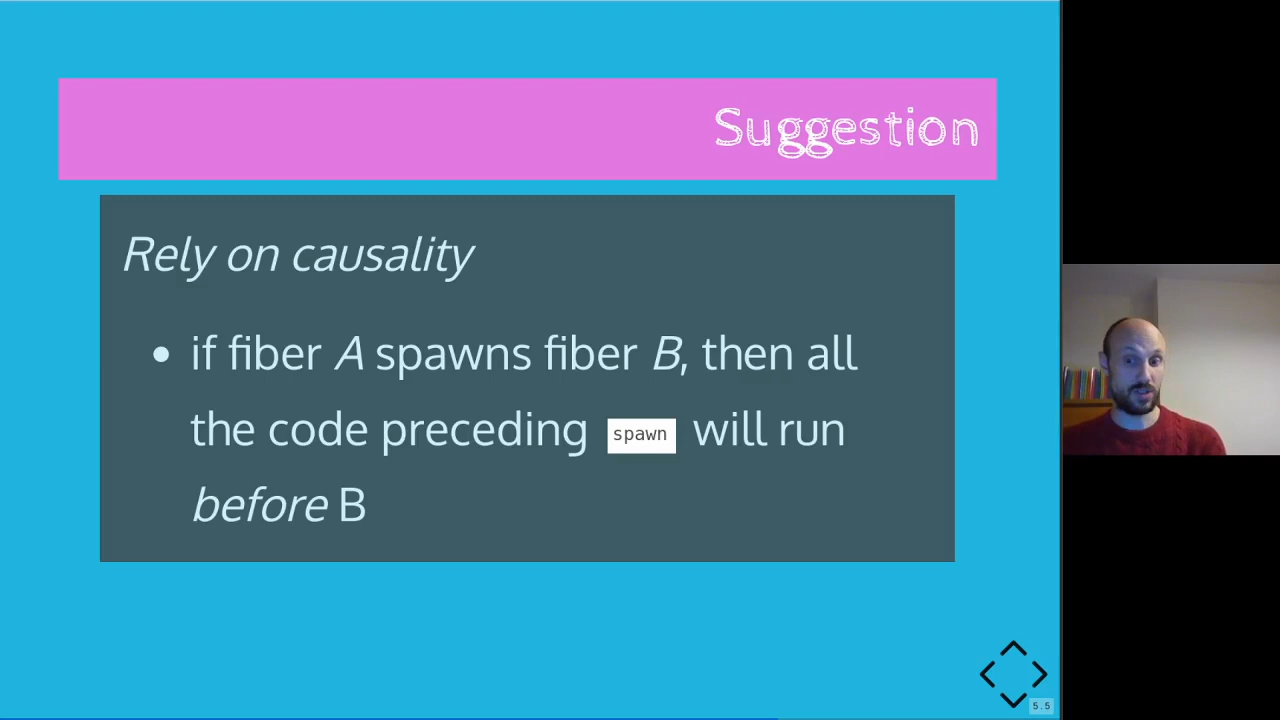 Suggestion
Rely on causality
if fiber A spawns fiber B, then all
the code preceding spawn will run
before B
5.5